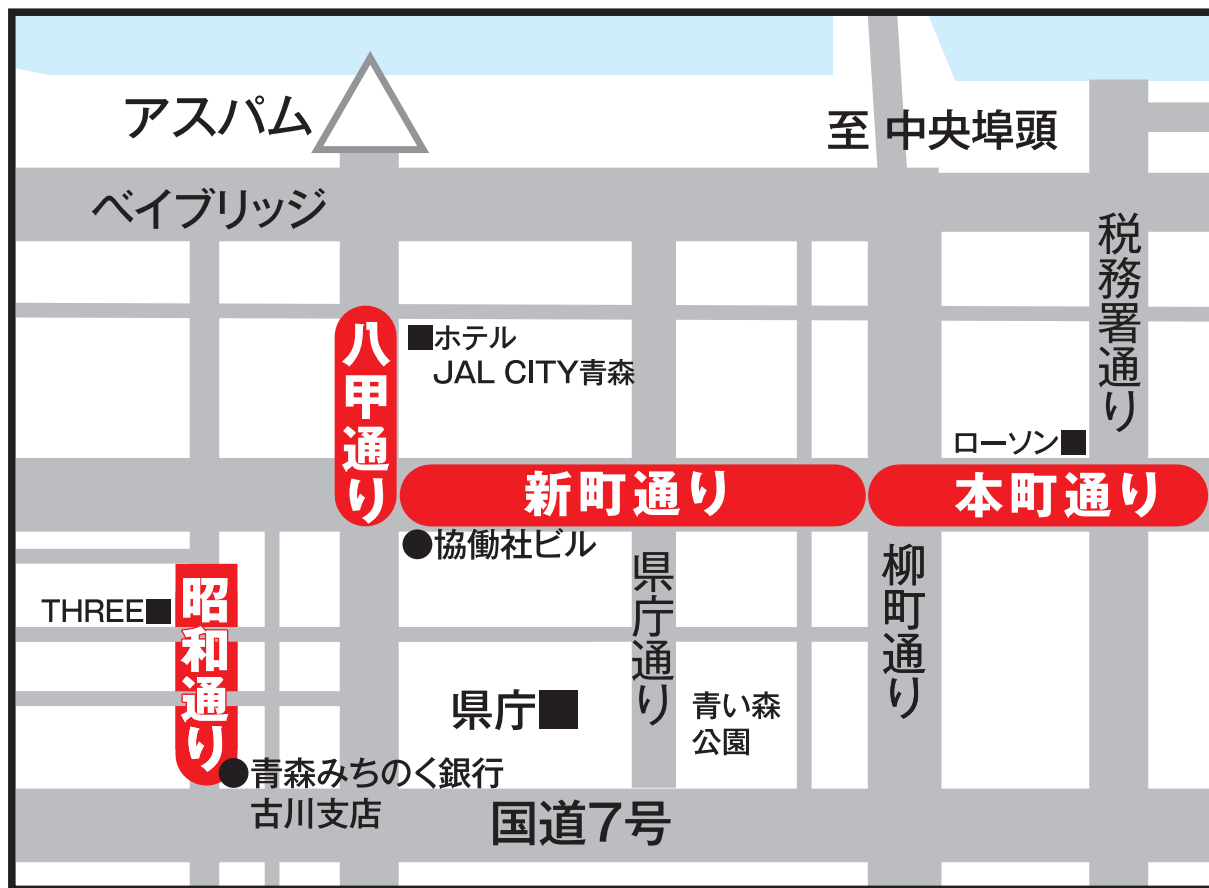 アスパム
至 中央埠頭
ベイブリッジ
税務署通り
八甲通り
ホテル
JAL CITY青森
ローソン
新町通り
本町通り
協働社ビル
県庁通り
柳町通り
THREE
昭和通り
県庁
青い森
公園
青森みちのく銀行
古川支店
国道7号